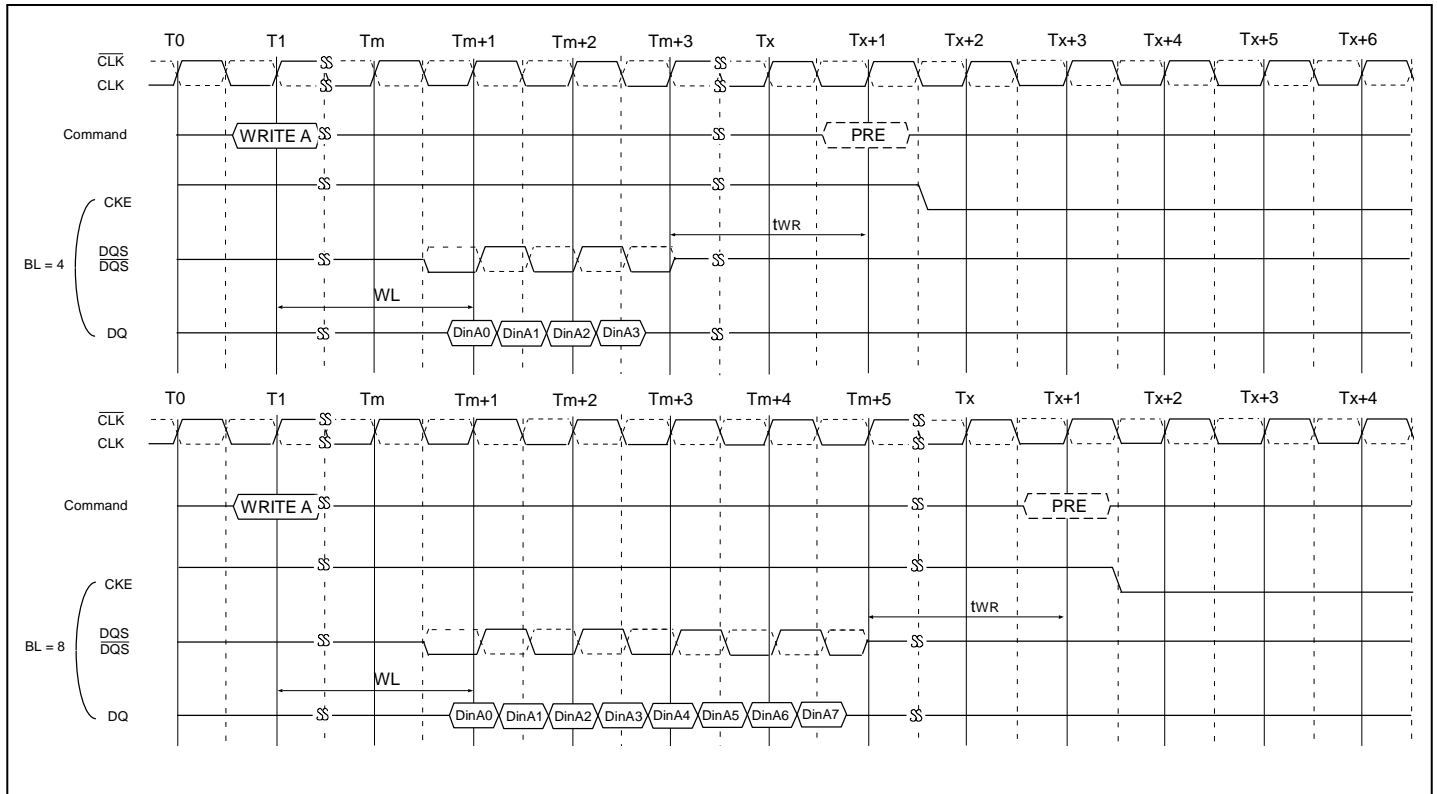 T0 T1 Tm Tm+1 Tm+2 Tm+3 Tx Tx+1 Tx+2 Tx+3 Tx+4 Tx+5 Tx+6
CLK
CLK
Command WRITE A PRE
CKE
tWR
BL = 4
DQS
DQS
WL
DQ DinA0 DinA1 DinA2 DinA3
T0 T1 Tm Tm+1 Tm+2 Tm+3 Tm+4 Tm+5 Tx Tx+1 Tx+2 Tx+3 Tx+4
CLK
CLK
Command WRITE A PRE
CKE
tWR
BL = 8
DQS
DQS
WL
DQ DinA0 DinA1 DinA2 DinA3 DinA4 DinA5 DinA6 DinA7